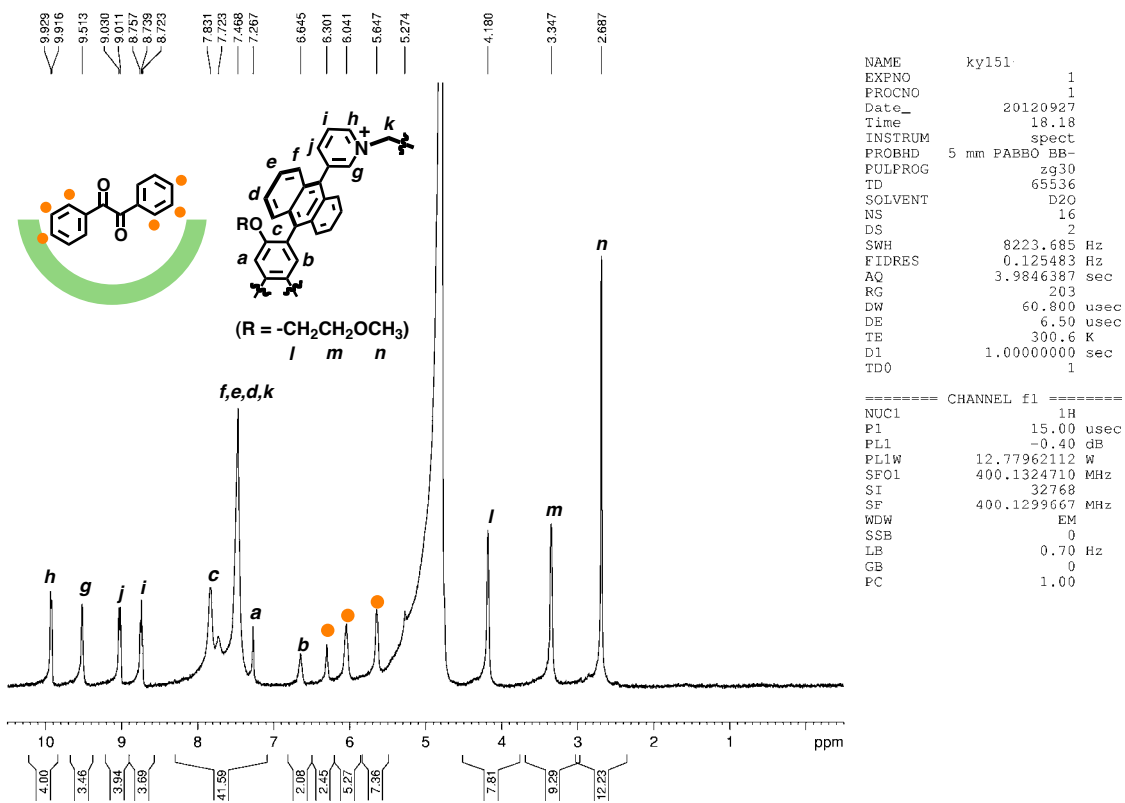 9.929
9.916
9.513
9.030
9.011
8.757
8.739
8.723
7.831
7.723
7.468
7.267
6.645
6.301
6.041
5.647
5.274
4.180
3.347
2.687
i h k
j N +
f g
e
d
RO c
a b
O
O
(R = -CH2CH2OCH3)
l m n
f,e,d,k
n
h g j i c a b l m
10 9 8 7 6 5 4 3 2 1 ppm
4.00
3.46
3.94
3.69
41.59
2.08
2.45
5.27
7.36
7.81
9.29
12.23
NAME ky151
EXPNO 1
PROCNO 1
Date_ 20120927
Time 18.18
INSTRUM spect
PROBHD 5 mm PABBO BB-
PULPROG zg30
TD 65536
SOLVENT D2O
NS 16
DS 2
SWH 8223.685 Hz
FIDRES 0.125483 Hz
AQ 3.9846387 sec
RG 203
DW 60.800 usec
DE 6.50 usec
TE 300.6 K
D1 1.00000000 sec
TD0 1
======== CHANNEL f1 ========
NUC1 1H
P1 15.00 usec
PL1 -0.40 dB
PL1W 12.77962112 W
SFO1 400.1324710 MHz
SI 32768
SF 400.1299667 MHz
WDW EM
SSB 0
LB 0.70 Hz
GB 0
PC 1.00